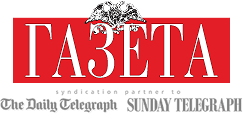 ГАЗЕТА
syndication partner to
The Daily Telegraph SUNDAY TELEGRAPH